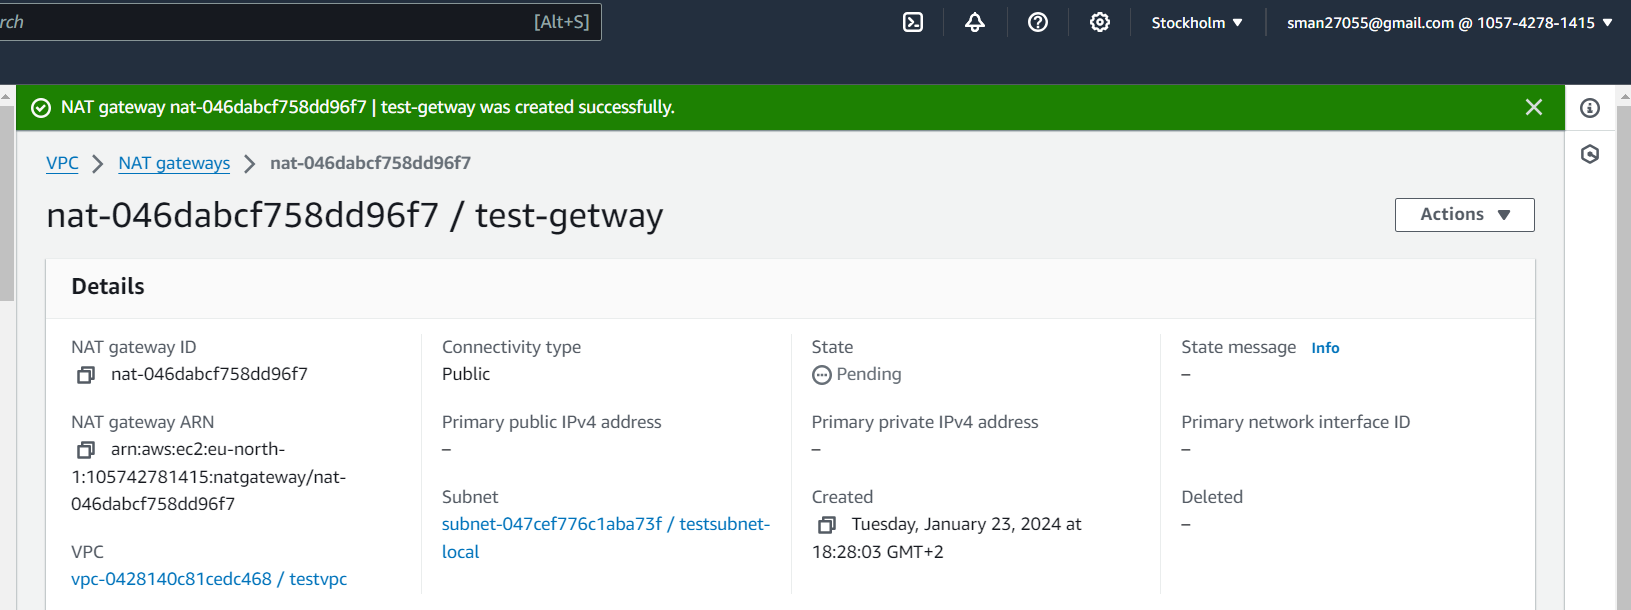 rch [Alt+S] Stockholm ▼ sman27055@gmail.com @ 1057-4278-1415 ▼
NAT gateway nat-046dabcf758dd96f7 | test-getway was created successfully.
VPC > NAT gateways > nat-046dabcf758dd96f7
nat-046dabcf758dd96f7 / test-getway
Actions ▼
Details
NAT gateway ID
nat-046dabcf758dd96f7
NAT gateway ARN
arn:aws:ec2:eu-north-
1:105742781415:natgateway/nat-
046dabcf758dd96f7
VPC
vpc-0428140c81cedc468 / testvpc
Connectivity type
Public
Primary public IPv4 address
–
Subnet
subnet-047cef776c1aba73f / testsubnet-
local
State
Pending
Primary private IPv4 address
–
Created
Tuesday, January 23, 2024 at
18:28:03 GMT+2
State message Info
–
Primary network interface ID
–
Deleted
–